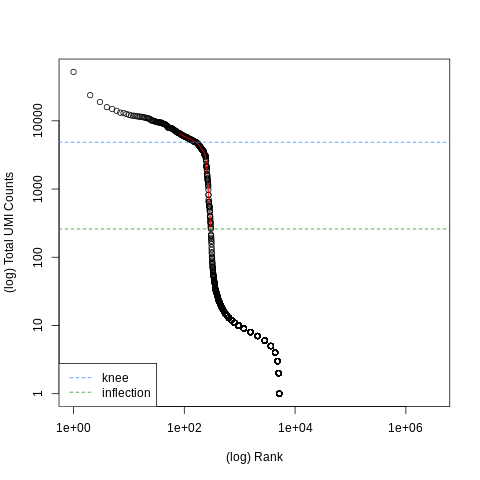 (log) Total UMI Counts
10000
1000
100
10
1
knee
inflection
1e+00
1e+02
1e+04
1e+06
(log) Rank